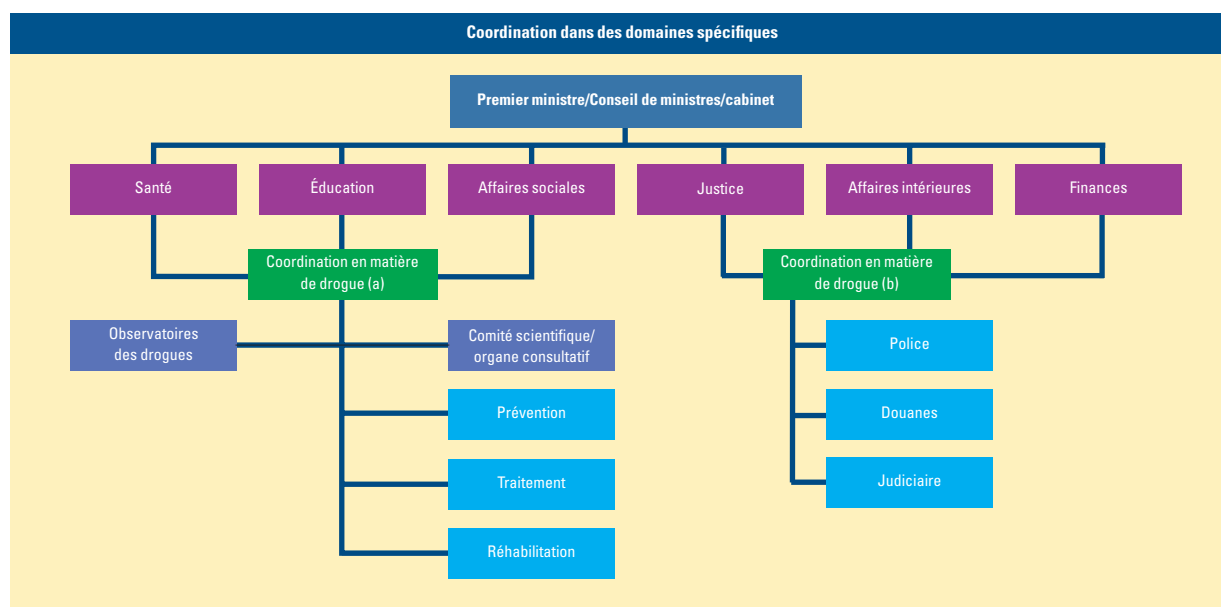 Coordination dans des domaines spécifiques
Premier ministre/Conseil de ministres/cabinet
Santé
Éducation
Affaires sociales
Justice
Affaires intérieures
Finances
Coordination en matière
de drogue (a)
Coordination en matière
de drogue (b)
Observatoires
des drogues
Comité scientifique/
organe consultatif
Police
Prévention
Douanes
Traitement
Judiciaire
Réhabilitation